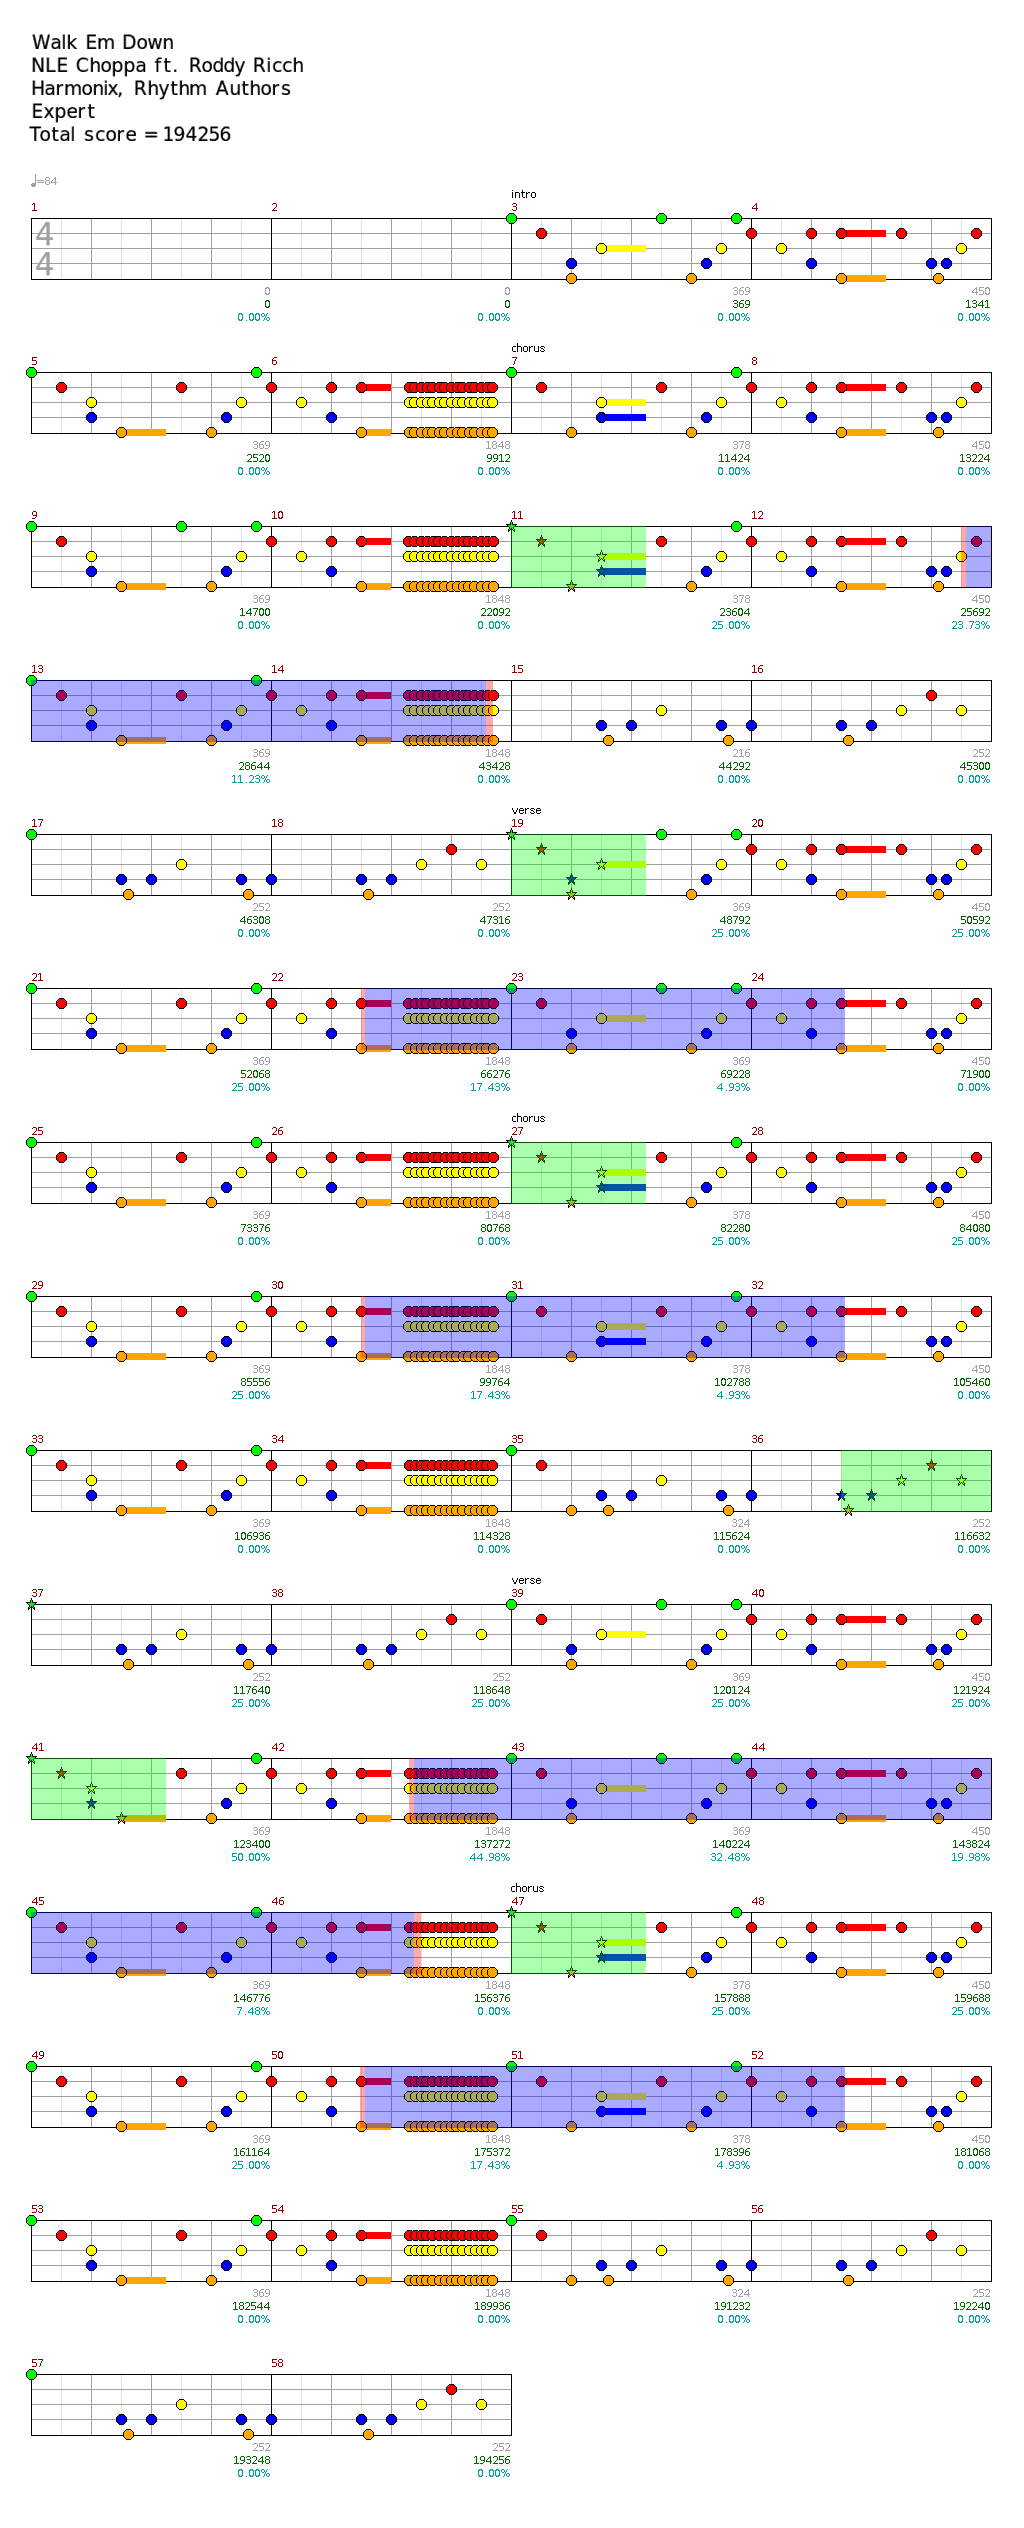 Walk Em Down
NLE Choppa ft. Roddy Ricch
Harmonix, Rhythm Authors
Expert
Total score = 194256
♩=84
intro
1 2 3 4
4
4
0 0 369 450
0 0 369 1341
0.00% 0.00% 0.00% 0.00%
chorus
5 6 7 8
369 1848 378 450
2520 9912 11424 13224
0.00% 0.00% 0.00% 0.00%
9 10 11 12
369 1848 378 450
14700 22092 23604 25692
0.00% 0.00% 25.00% 23.73%
13 14 15 16
369 1848 216 252
28644 43428 44292 45300
11.23% 0.00% 0.00% 0.00%
verse
17 18 19 20
252 252 369 450
46308 47316 48792 50592
0.00% 0.00% 25.00% 25.00%
21 22 23 24
369 1848 369 450
52068 66276 69228 71900
25.00% 17.43% 4.93% 0.00%
chorus
25 26 27 28
369 1848 378 450
73376 80768 82280 84080
0.00% 0.00% 25.00% 25.00%
29 30 31 32
369 1848 378 450
85556 99764 102788 105460
25.00% 17.43% 4.93% 0.00%
33 34 35 36
369 1848 324 252
106936 114328 115624 116632
0.00% 0.00% 0.00% 0.00%
verse
37 38 39 40
252 252 369 450
117640 118648 120124 121924
25.00% 25.00% 25.00% 25.00%
41 42 43 44
369 1848 369 450
123400 137272 140224 143824
50.00% 44.98% 32.48% 19.98%
chorus
45 46 47 48
369 1848 378 450
146776 156376 157888 159688
7.48% 0.00% 25.00% 25.00%
49 50 51 52
369 1848 378 450
161164 175372 178396 181068
25.00% 17.43% 4.93% 0.00%
53 54 55 56
369 1848 324 252
182544 189936 191232 192240
0.00% 0.00% 0.00% 0.00%
57 58
252 252
193248 194256
0.00% 0.00%